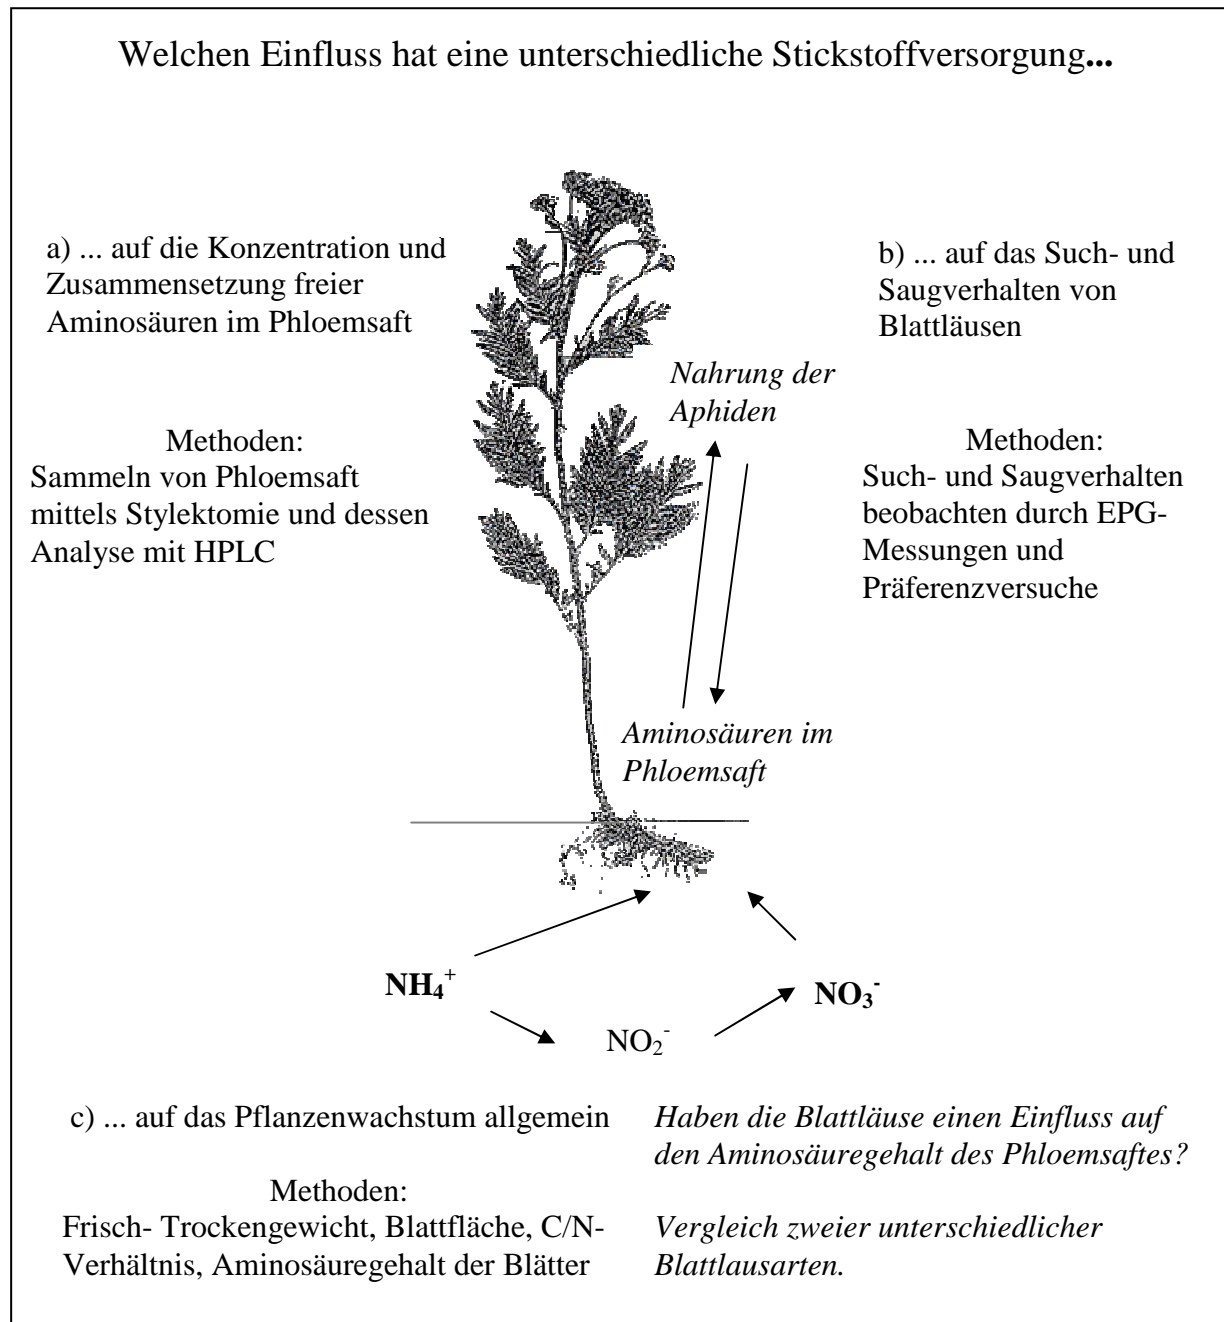 Welchen Einfluss hat eine unterschiedliche Stickstoffversorgung...
a) ... auf die Konzentration und
Zusammensetzung freier
Aminosäuren im Phloemsaft
Methoden:
Sammeln von Phloemsaft
mittels Stylektomie und dessen
Analyse mit HPLC
b) ... auf das Such- und
Saugverhalten von
Blattläusen
Methoden:
Such- und Saugverhalten
beobachten durch EPG-
Messungen und
Präferenzversuche
Nahrung der
Aphiden
Aminosäuren im
Phloemsaft
NH₄⁺
NO₂⁻
NO₃⁻
c) ... auf das Pflanzenwachstum allgemein
Methoden:
Frisch- Trockengewicht, Blattfläche, C/N-
Verhältnis, Aminosäuregehalt der Blätter
Haben die Blattläuse einen Einfluss auf
den Aminosäuregehalt des Phloemsaftes?
Vergleich zweier unterschiedlicher
Blattlausarten.